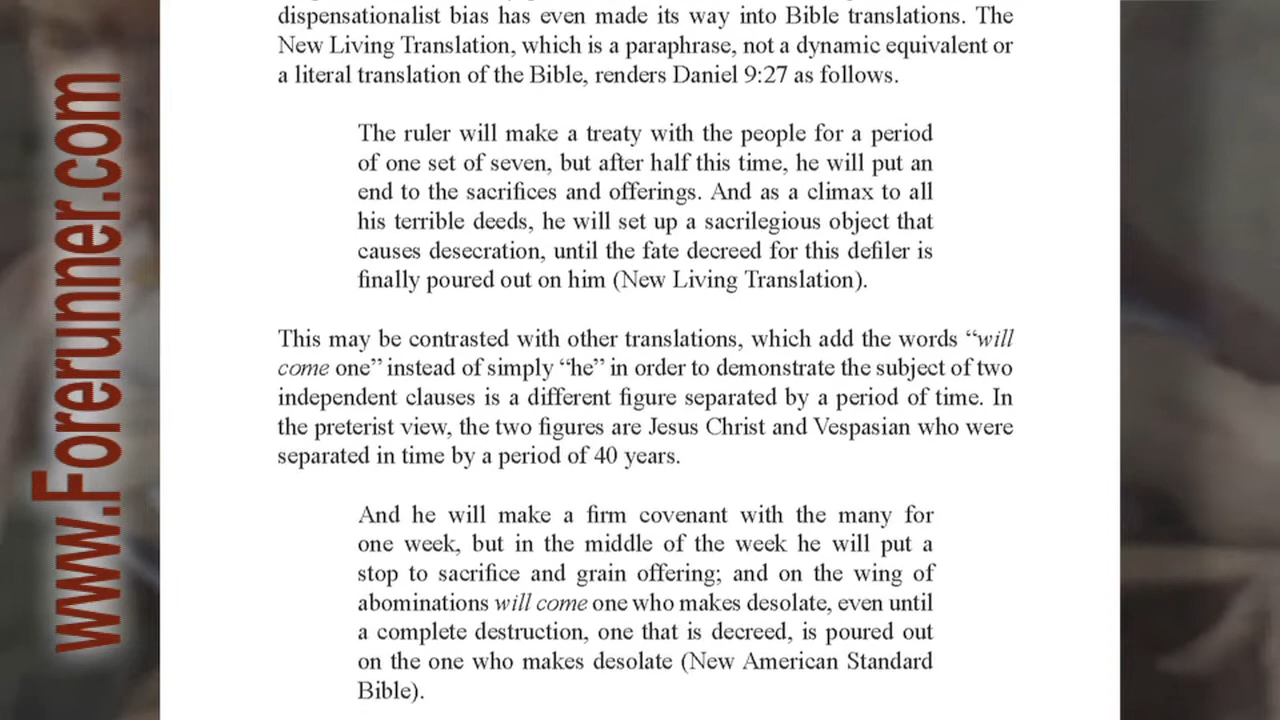 www.Forerunner.com
dispensationalist bias has even made its way into Bible translations. The
New Living Translation, which is a paraphrase, not a dynamic equivalent or
a literal translation of the Bible, renders Daniel 9:27 as follows.
The ruler will make a treaty with the people for a period
of one set of seven, but after half this time, he will put an
end to the sacrifices and offerings. And as a climax to all
his terrible deeds, he will set up a sacrilegious object that
causes desecration, until the fate decreed for this defiler is
finally poured out on him (New Living Translation).
This may be contrasted with other translations, which add the words “will
come one” instead of simply “he” in order to demonstrate the subject of two
independent clauses is a different figure separated by a period of time. In
the preterist view, the two figures are Jesus Christ and Vespasian who were
separated in time by a period of 40 years.
And he will make a firm covenant with the many for
one week, but in the middle of the week he will put a
stop to sacrifice and grain offering; and on the wing of
abominations will come one who makes desolate, even until
a complete destruction, one that is decreed, is poured out
on the one who makes desolate (New American Standard
Bible).